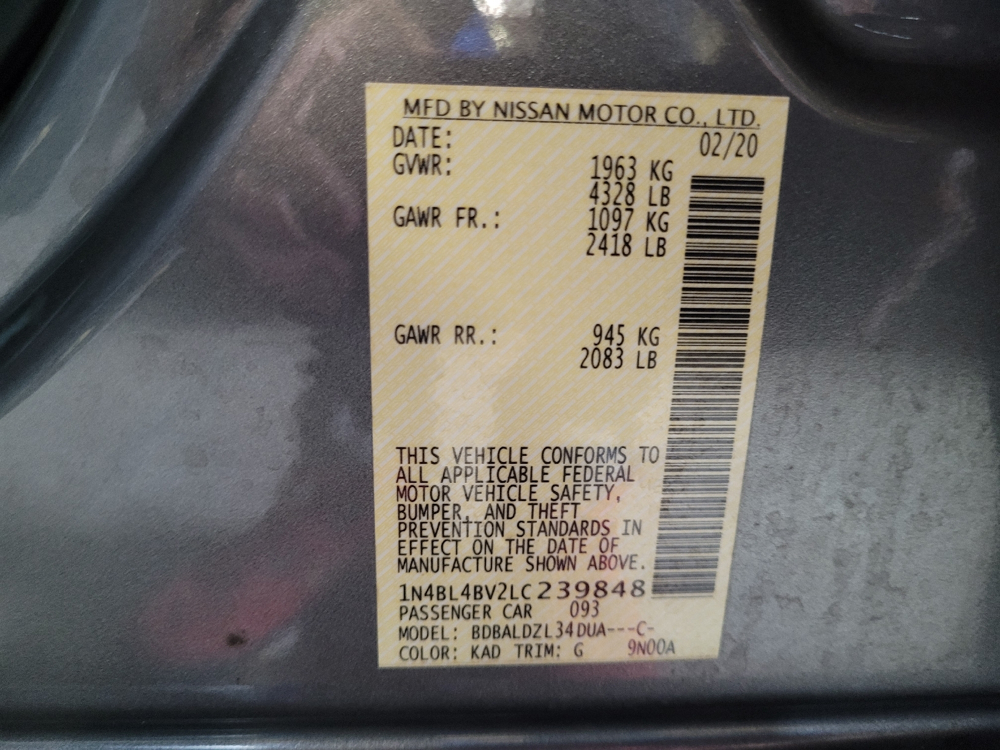 MFD BY NISSAN MOTOR CO., LTD.
DATE: 02/20
GVWR: 1963 KG
4328 LB
GAWR FR.: 1097 KG
2418 LB
GAWR RR.: 945 KG
2083 LB
THIS VEHICLE CONFORMS TO
ALL APPLICABLE FEDERAL
MOTOR VEHICLE SAFETY,
BUMPER, AND THEFT
PREVENTION STANDARDS IN
EFFECT ON THE DATE OF
MANUFACTURE SHOWN ABOVE.
1N4BL4BV2LC239848
PASSENGER CAR 093
MODEL: BDBALDZL34DUA---C-
COLOR: KAD TRIM: G 9N00A